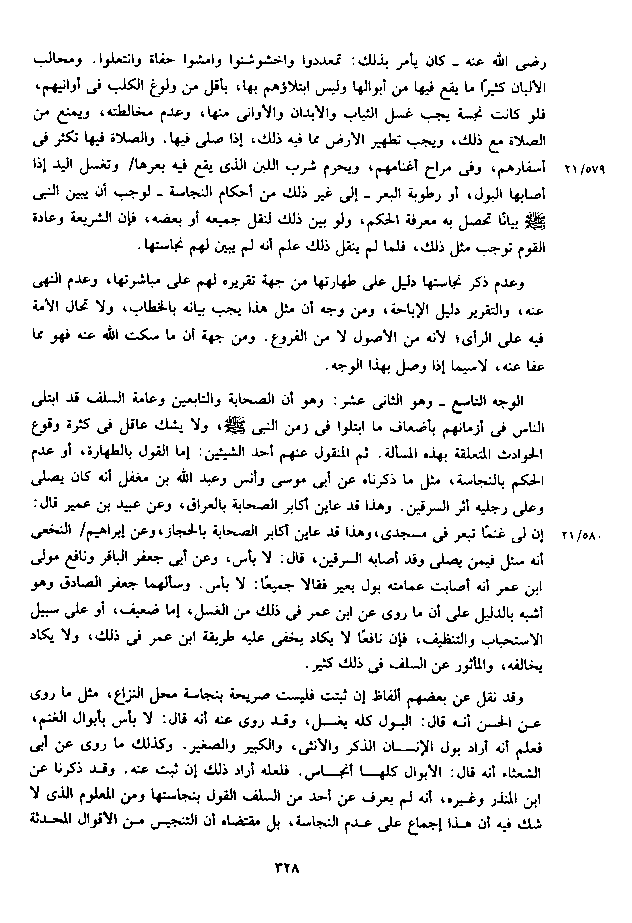 رضى الله عنه ـ كان يأمر بذلك: تمعددوا واخشوشنوا وامشوا حفاة وانتعلوا. ومحالب
الألبان كثيرًا ما يقع فيها من أبوالها وليس ابتلاؤهم بها، بأقل من ولوغ الكلب فى أوانيهم،
فلو كانت نجسة يجب غسل الثياب والأبدان والأوانى منها، وعدم مخالطته، ويمنع من
الصلاة مع ذلك، ويجب تطهير الأرض مما فيه ذلك، إذا صلى فيها. والصلاة فيها تكثر فى
٢١/٥٧٩ أسفارهم، وفى مراح أغنامهم، ويحرم شرب اللبن الذى يقع فيه بعرها/ وتغسل اليد إذا
أصابها البول، أو رطوبة البعر ـ إلى غير ذلك من أحكام النجاسة ـ لوجب أن يبين النبى
ﷺ بيانًا تحصل به معرفة الحكم، ولو بين ذلك لنقل جميعه أو بعضه، فإن الشريعة وعادة
القوم توجب مثل ذلك، فلما لم ينقل ذلك علم أنه لم يبين لهم نجاستها.
وعدم ذكر نجاستها دليل على طهارتها من جهة تقريره لهم على مباشرتها، وعدم النهى
عنه، والتقرير دليل الإباحة، ومن وجه أن مثل هذا يجب بيانه بالخطاب، ولا تحال الأمة
فيه على الرأى؛ لأنه من الأصول لا من الفروع. ومن جهة أن ما سكت الله عنه فهو مما
عفا عنه، لاسيما إذا وصل بهذا الوجه.
الوجه التاسع ـ وهو الثانى عشر: وهو أن الصحابة والتابعين وعامة السلف قد ابتلى
الناس فى أزمانهم بأضعاف ما ابتلوا فى زمن النبى ﷺ، ولا يشك عاقل فى كثرة وقوع
الحوادث المتعلقة بهذه المسألة. ثم المنقول عنهم أحد الشيئين: إما القول بالطهارة، أو عدم
الحكم بالنجاسة، مثل ما ذكرناه عن أبى موسى وأنس وعبد الله بن مغفل أنه كان يصلى
وعلى رجليه أثر السرقين. وهذا قد عاين أكابر الصحابة بالعراق، وعن عبيد بن عمير قال:
٢١/٥٨٠ إن لى غنمًا تبعر فى مسجدى، وهذا قد عاين أكابر الصحابة بالحجاز، وعن إبراهيم/ النخعى
أنه سئل فيمن يصلى وقد أصابه السرقين، قال: لا بأس، وعن أبى جعفر الباقر ونافع مولى
ابن عمر أنه أصابت عمامته بول بعير فقالا جميعًا: لا بأس. وسألهما جعفر الصادق وهو
أشبه بالدليل على أن ما روى عن ابن عمر فى ذلك من الغسل، إما ضعيف، أو على سبيل
الاستحباب والتنظيف، فإن نافعًا لا يكاد يخفى عليه طريقة ابن عمر فى ذلك، ولا يكاد
يخالفه، والمأثور عن السلف فى ذلك كثير.
وقد نقل عن بعضهم ألفاظ إن ثبتت فليست صريحة بنجاسة محل النزاع، مثل ما روى
عن الحسن أنه قال: البول كله يغسل، وقد روى عنه أنه قال: لا بأس بأبوال الغنم،
فعلم أنه أراد بول الإنسان الذكر والأنثى، والكبير والصغير. وكذلك ما روى عن أبى
الشعثاء أنه قال: الأبوال كلها أنجاس. فلعله أراد ذلك إن ثبت عنه. وقد ذكرنا عن
ابن المنذر وغيره، أنه لم يعرف عن أحد من السلف القول بنجاستها ومن المعلوم الذى لا
شك فيه أن هذا إجماع على عدم النجاسة، بل مقتضاه أن التنجيس من الأقوال المحدثة
٣٢٨